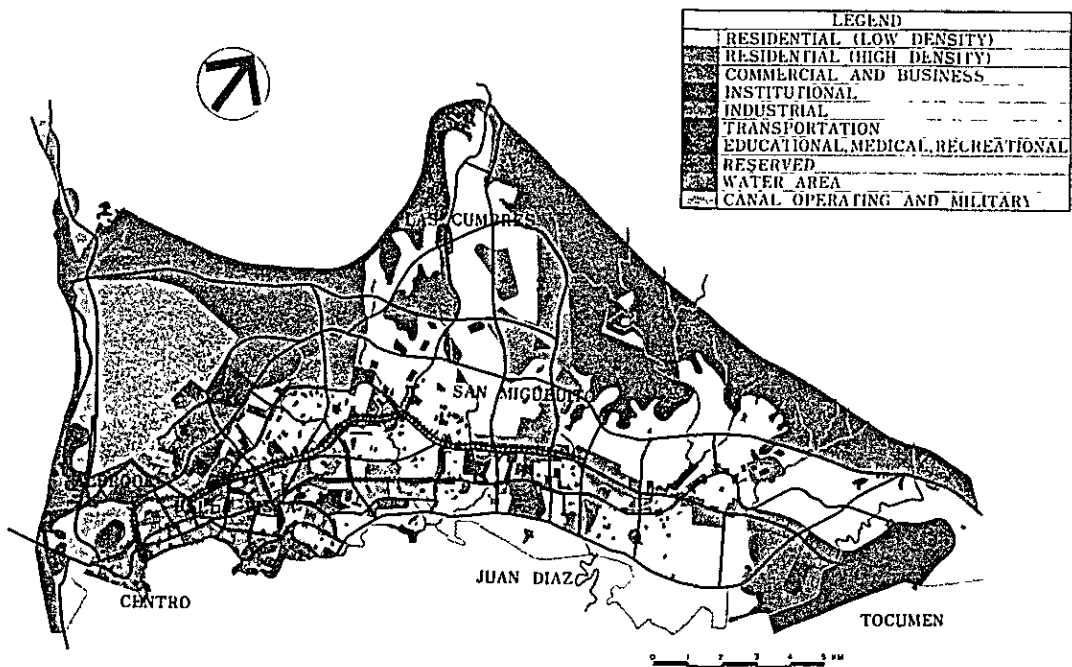 LEGEND
RESIDENTIAL (LOW DENSITY)
RESIDENTIAL (HIGH DENSITY)
COMMERCIAL AND BUSINESS
INSTITUTIONAL
INDUSTRIAL
TRANSPORTATION
EDUCATIONAL, MEDICAL, RECREATIONAL
RESERVED
WATER AREA
CANAL OPERATING AND MILITARY
LAS CUMBRES
SAN MIGUELITO
JUAN DIAZ
CENTRO
TOCUMEN
0 1 2 3 4 5 KM